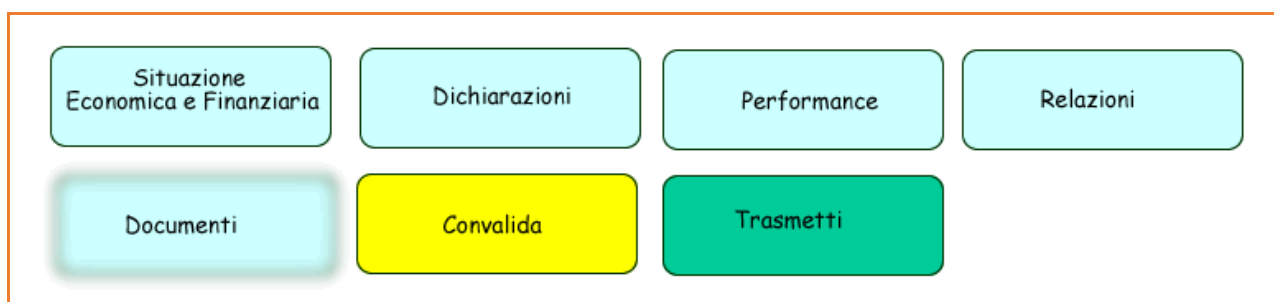 Situazione
Economica e Finanziaria
Dichiarazioni
Performance
Relazioni
Documenti
Convalida
Trasmetti